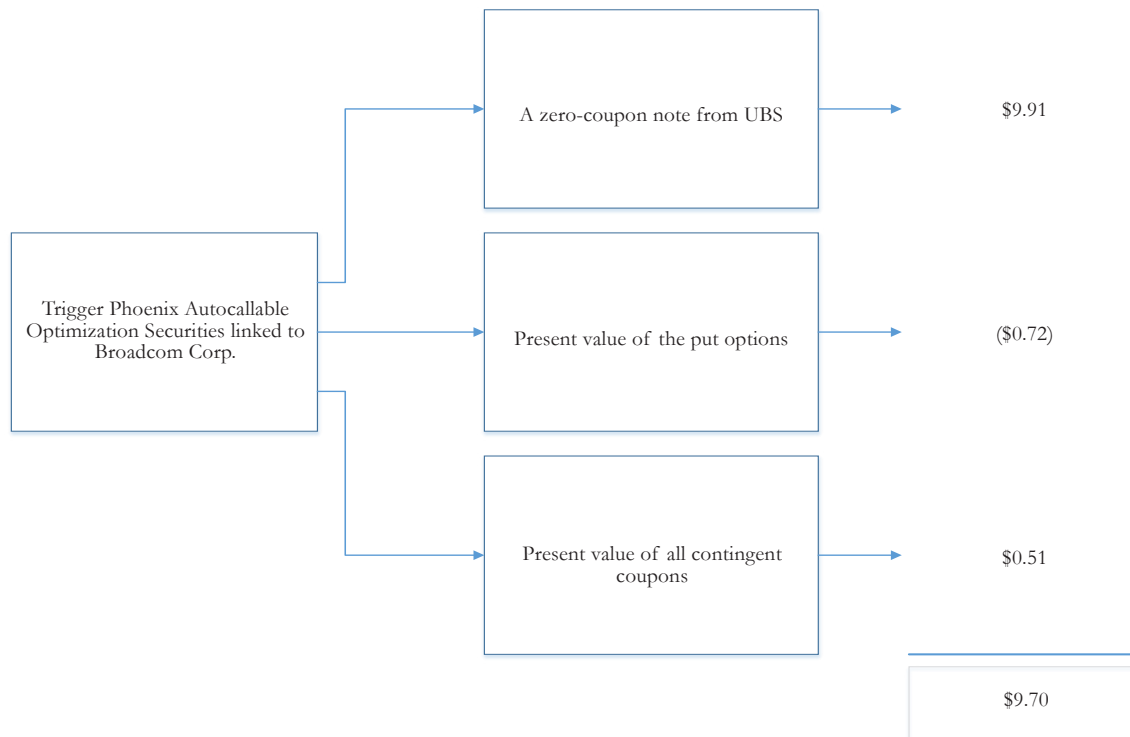 A zero-coupon note from UBS
$9.91
Trigger Phoenix Autocallable
Optimization Securities linked to
Broadcom Corp.
Present value of the put options
($0.72)
Present value of all contingent
coupons
$0.51
$9.70